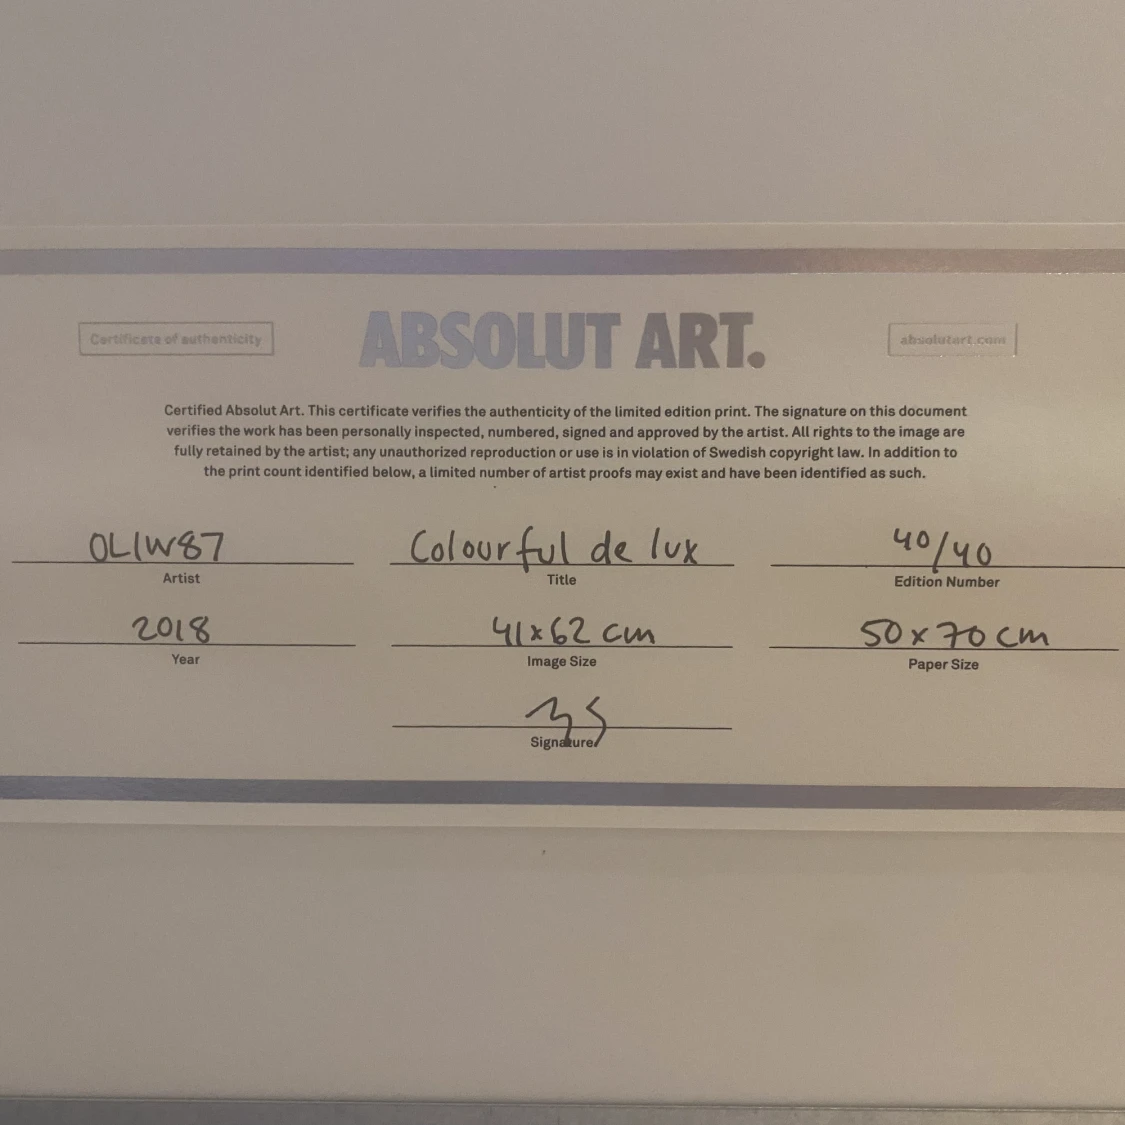 Certificate of authenticity
ABSOLUT ART.
absolutart.com
Certified Absolut Art. This certificate verifies the authenticity of the limited edition print. The signature on this document
verifies the work has been personally inspected, numbered, signed and approved by the artist. All rights to the image are
fully retained by the artist; any unauthorized reproduction or use is in violation of Swedish copyright law. In addition to
the print count identified below, a limited number of artist proofs may exist and have been identified as such.
OLIW87
Artist
Colourful de lux
Title
40/40
Edition Number
2018
Year
41x62 cm
Image Size
50x70 cm
Paper Size
Signature